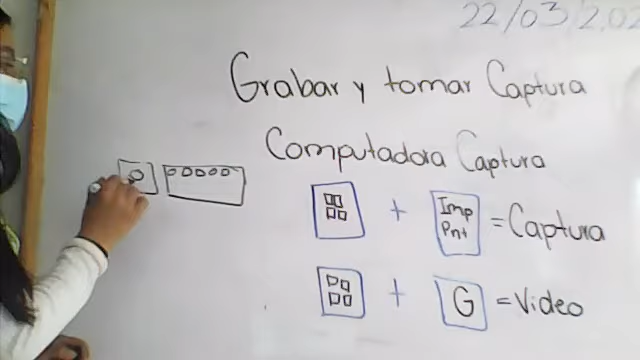 22/03/202
Grabar y tomar Captura
Computadora Captura
+ Imp Pnt = Captura
+ G = Video